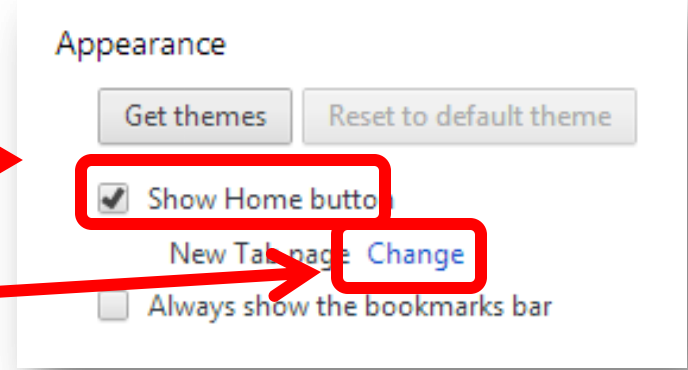 Appearance
Get themes Reset to default theme
Show Home button
New Tab page Change
Always show the bookmarks bar